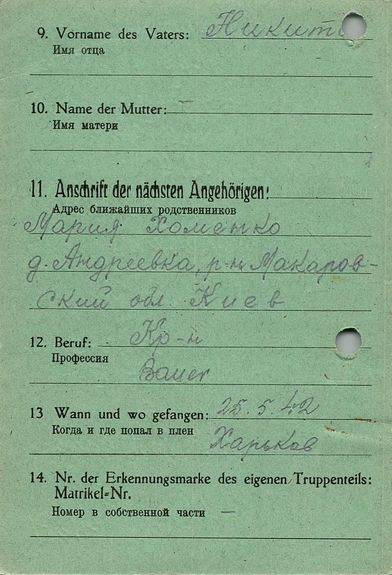 9. Vorname des Vaters: Никита
Имя отца
10. Name der Mutter: —
Имя матери
11. Anschrift der nächsten Angehörigen:
Адрес ближайших родственников
Мария Хоменко
д. Андреевка, р-н Макаров-
ский обл. Киев
12. Beruf: Кр-н
Профессия
Bauer
13 Wann und wo gefangen: 25. 5. 42
Когда и где попал в плен
Харьков
14. Nr. der Erkennungsmarke des eigenen Truppenteils:
Matrikel-Nr.
Номер в собственной части —